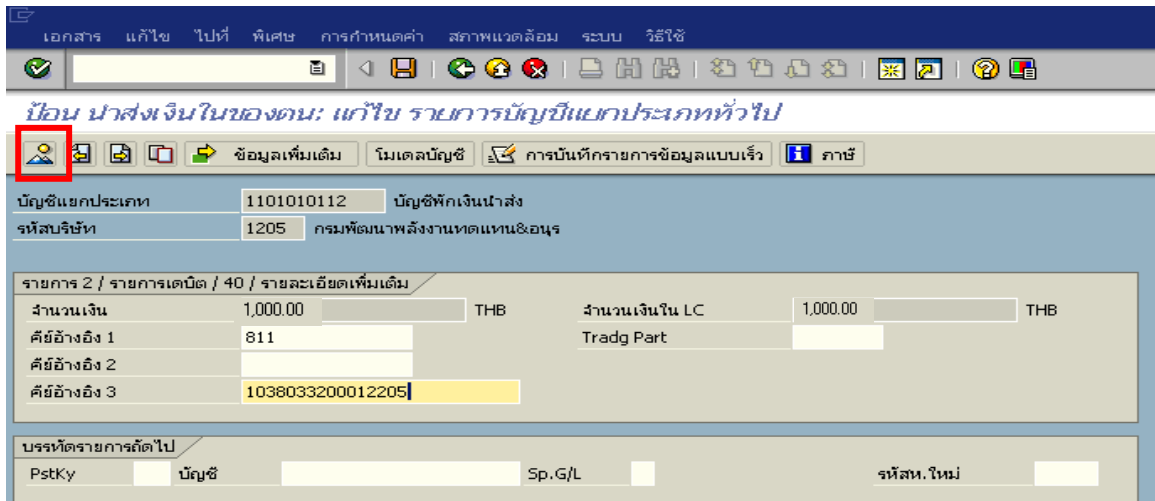 เอกสาร แก้ไข ไปที่ พิเศษ การกำหนดค่า สภาพแวดล้อม ระบบ วิธีใช้
ป้อน นำส่งเงินในของตน: แก้ไข รายการบัญชีแยกประเภททั่วไป
ข้อมูลเพิ่มเติม โมเดลบัญชี การบันทึกรายการข้อมูลแบบเร็ว ภาษี
บัญชีแยกประเภท 1101010112 บัญชีพักเงินนำส่ง
รหัสบริษัท 1205 กรมพัฒนาพลังงานทดแทน&อนุร
รายการ 2 / รายการเดบิต / 40 / รายละเอียดเพิ่มเติม
จำนวนเงิน 1,000.00 THB จำนวนเงินใน LC 1,000.00 THB
คีย์อ้างอิง 1 811 Tradg Part
คีย์อ้างอิง 2
คีย์อ้างอิง 3 1038033200012205
บรรทัดรายการถัดไป
PstKy บัญชี Sp.G/L รหัสห.ใหม่